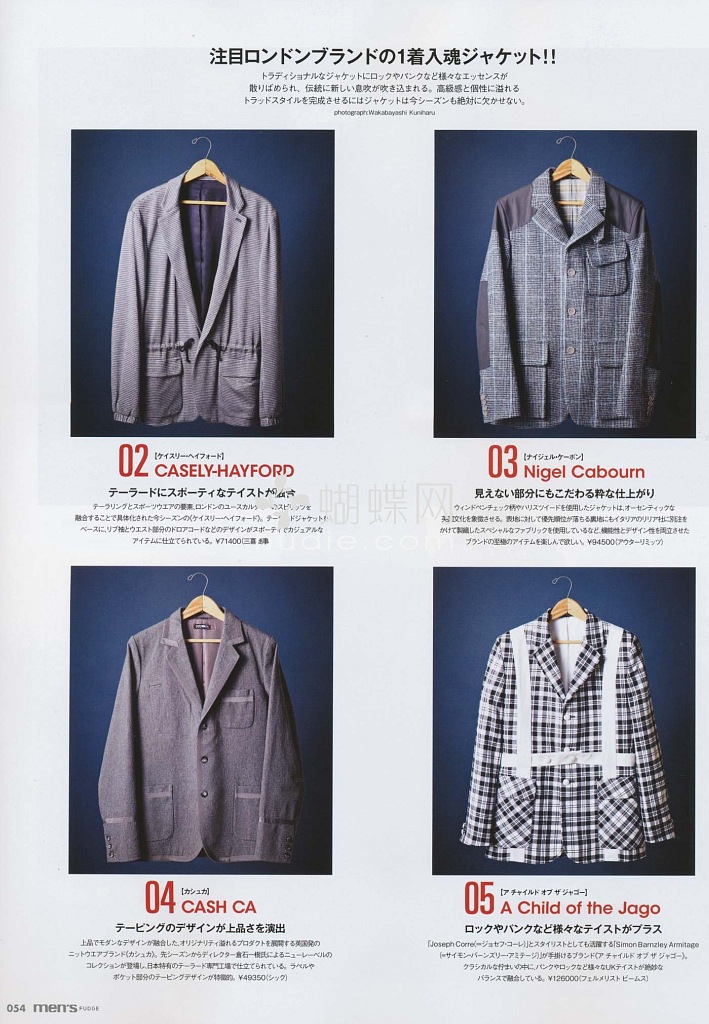 注目ロンドンブランドの1着入魂ジャケット!!
トラディショナルなジャケットにロックやパンクなど様々なエッセンスが
散りばめられ、伝統に新しい息吹が吹き込まれる。高級感と個性に溢れる
トラッドスタイルを完成させるにはジャケットは今シーズンも絶対に欠かせない。
photograph:Wakabayashi Kuniharu
02 [ケイスリー・ヘイフォード]
CASELY-HAYFORD
テーラードにスポーティなテイストが融合
テーラリングとスポーツウエアの要素、ロンドンのユースカル
のスピリッツを
融合することで具体化された今シーズンの〈ケイスリー・ヘイフォード〉。テーラードジャケットを
ベースに、リブ袖とウエスト部分のドロアコードなどのデザインがスポーティでカジュアルな
アイテムに仕立てられている。¥71400(三喜商事)
03 [ナイジェル・ケーボン]
Nigel Cabourn
見えない部分にもこだわる粋な仕上がり
ウィンドペンチェック柄やハリスツイードを使用したジャケットは、オーセンティックな
英国文化を象徴させる。表地に対して優先順位が落ちる裏地にもイタリアのリリア社に別注を
かけて製織したスペシャルなファブリックを使用しているなど、機能性とデザイン性を両立させた
ブランドの至極のアイテムを楽しんで欲しい。¥94500(アウターリミッツ)
蝴蝶网
04 [カシュカ]
CASH CA
テーピングのデザインが上品さを演出
上品でモダンなデザインが融合した、オリジナリティ溢れるプロダクトを展開する英国発の
ニットウエアブランド〈カシュカ〉。先シーズンからディレクター倉石一樹氏によるニューレーベルの
コレクションが登場し、日本特有のテーラード専門工場で仕立てられている。ラペルや
ポケット部分のテーピングデザインが特徴的。¥49350(シック)
05 [ア チャイルド オブ ザ ジャゴー]
A Child of the Jago
ロックやパンクなど様々なテイストがプラス
「Joseph Corre(=ジョセフ・コーレ)」とスタイリストとしても活躍する「Simon Barnzley Armitage
(=サイモン・バーンズリー・アミテージ)」が手掛けるブランド〈ア チャイルド オブ ザ ジャゴー〉。
クラシカルな佇まいの中に、パンクやロックなど様々なUKテイストが絶妙な
バランスで融合している。¥126000(フェルメリスト ビームス)
054 men's FUDGE